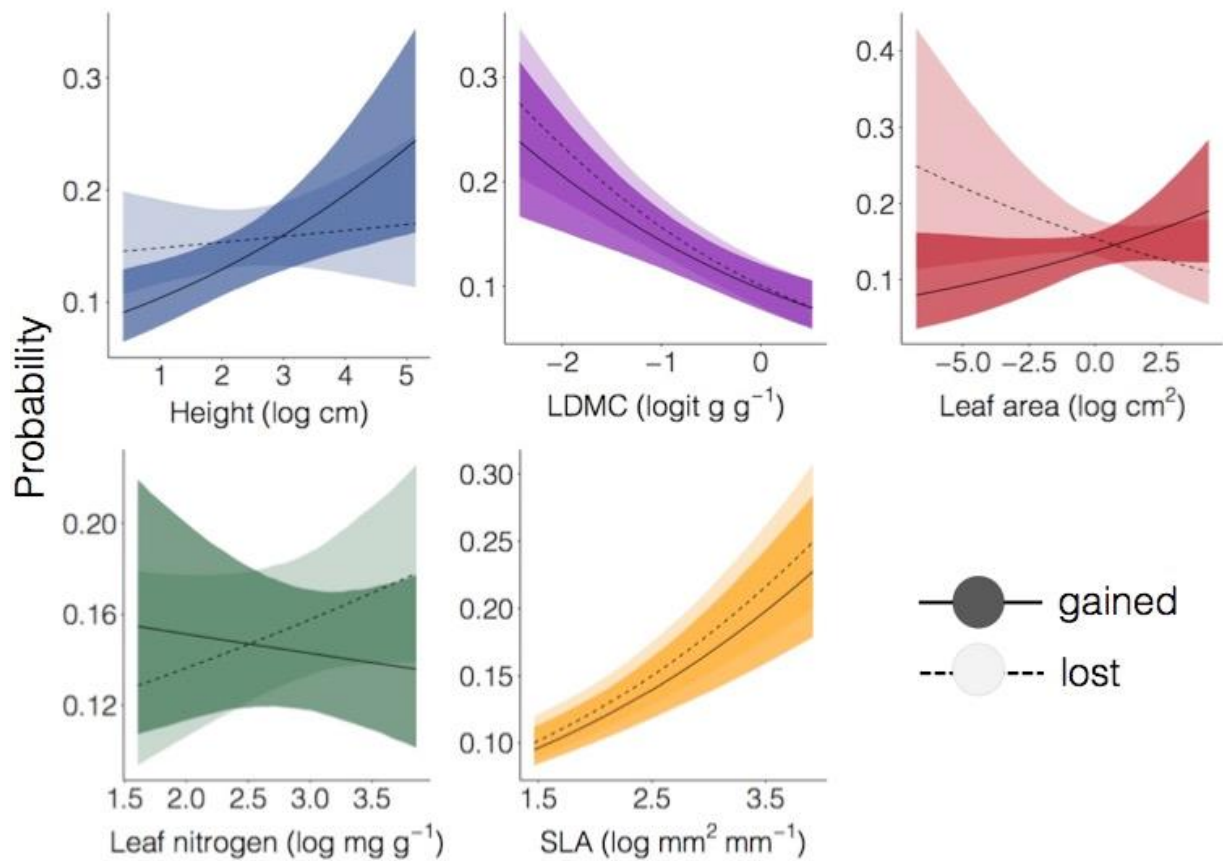 Probability
0.3
0.2
0.1
1 2 3 4 5
Height (log cm)
0.3
0.2
0.1
−2 −1 0
LDMC (logit g g⁻¹)
0.4
0.3
0.2
0.1
−5.0 −2.5 0.0 2.5
Leaf area (log cm²)
0.20
0.16
0.12
1.5 2.0 2.5 3.0 3.5
Leaf nitrogen (log mg g⁻¹)
0.30
0.25
0.20
0.15
0.10
1.5 2.5 3.5
SLA (log mm² mm⁻¹)
gained
lost